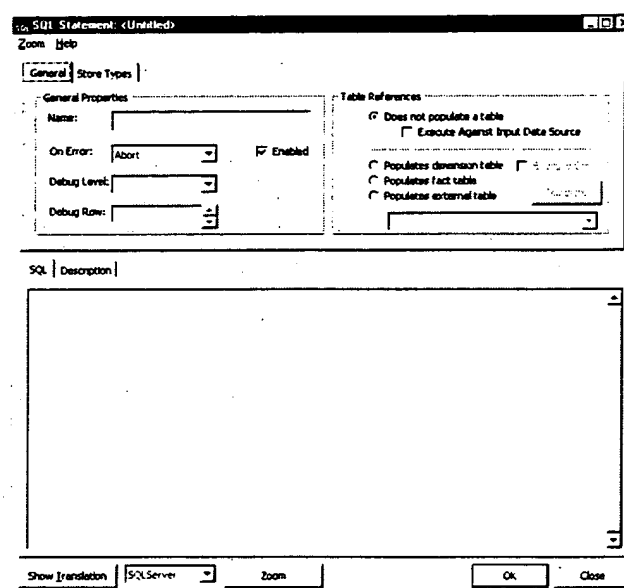 SQL Statement: <Untitled>
Zoom Help
General Store Types
General Properties
Name:
On Error: Abort Enabled
Debug Level:
Debug Row:
Table References
Does not populate a table
Execute Against Input Data Source
Populates dimension table
Populates fact table
Populates external table
SQL Description
Show Translation SQLServer Zoom Ok Close